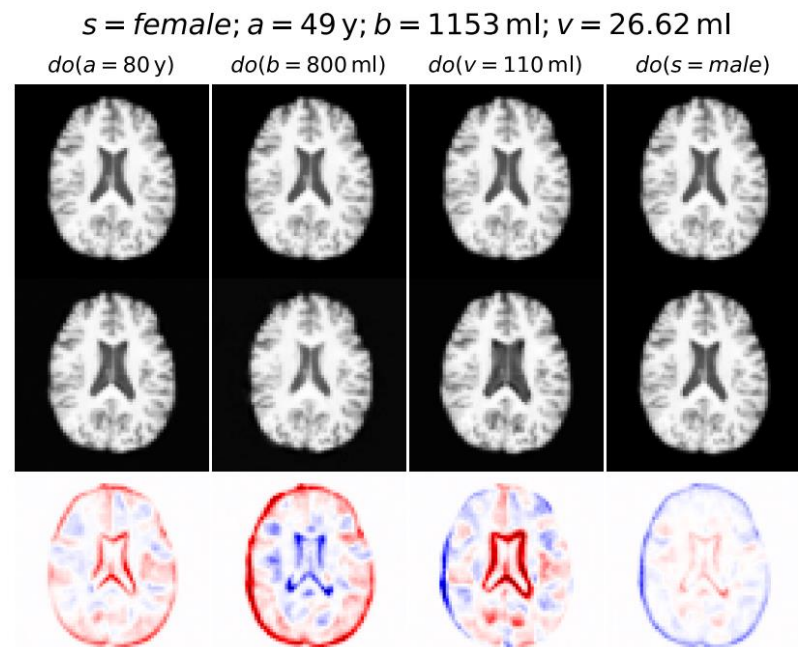 s = female; a = 49 y; b = 1153 ml; v = 26.62 ml
do(a = 80 y) do(b = 800 ml) do(v = 110 ml) do(s = male)